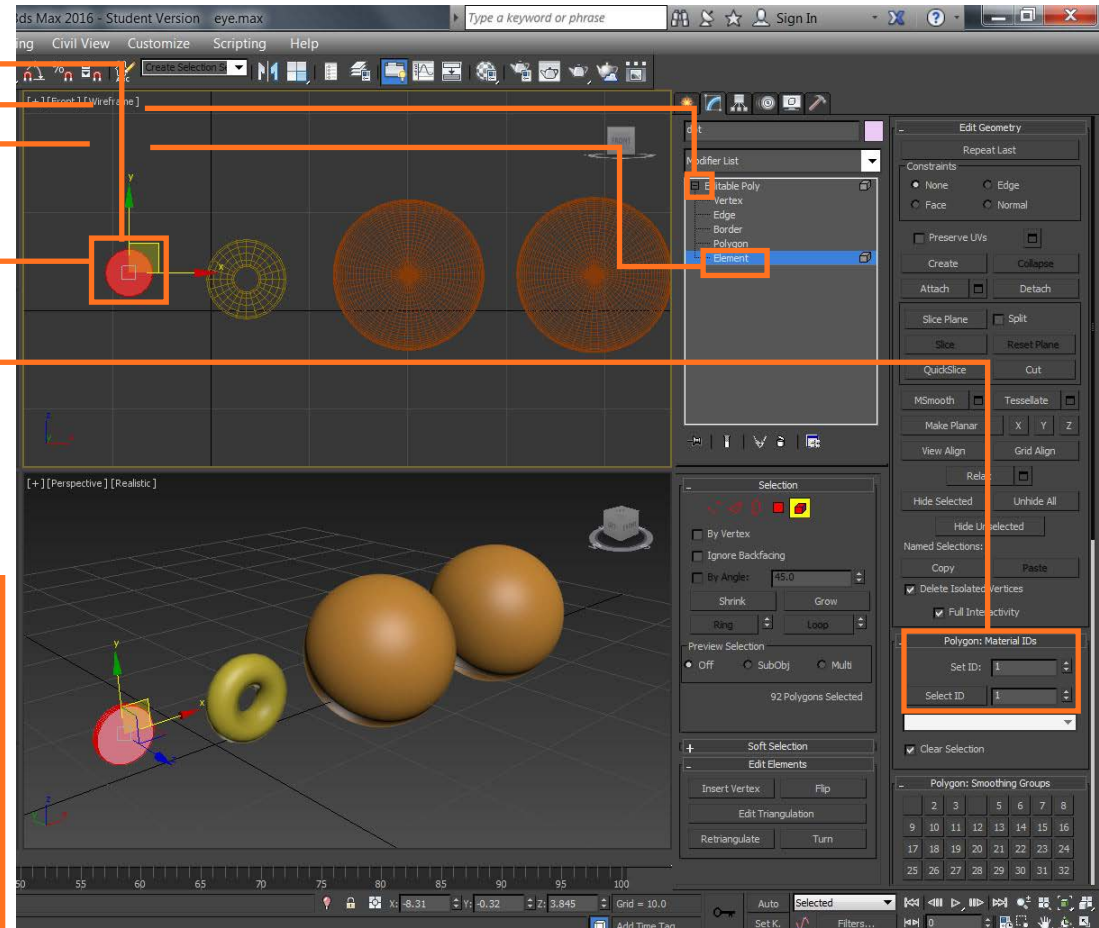 3ds Max 2016 - Student Version eye.max
Type a keyword or phrase
Sign In
Civil View Customize Scripting Help
Create Selection S
[+] [Front] [Wireframe]
FRONT
y
x
z
[+] [Perspective] [Realistic]
y
x
z
z
Modifier List
Editable Poly
Vertex
Edge
Border
Polygon
Element
Selection
By Vertex
Ignore Backfacing
By Angle: 45.0
Shrink Grow
Ring Loop
Preview Selection
Off SubObj Multi
92 Polygons Selected
+ Soft Selection
- Edit Elements
Insert Vertex Flip
Edit Triangulation
Retriangulate Turn
- Edit Geometry
Repeat Last
Constraints
None Edge
Face Normal
Preserve UVs
Create Collapse
Attach Detach
Slice Plane Split
Slice Reset Plane
QuickSlice Cut
MSmooth Tessellate
Make Planar X Y Z
View Align Grid Align
Relax
Hide Selected Unhide All
Hide Unselected
Named Selections:
Copy Paste
Delete Isolated Vertices
Full Interactivity
Polygon: Material IDs
Set ID: 1
Select ID 1
Clear Selection
- Polygon: Smoothing Groups
2 3 5 6 7 8
9 10 11 12 13 14 15 16
17 18 19 20 21 22 23 24
25 26 27 28 29 30 31 32
50 55 60 65 70 75 80 85 90 95 100
X: -8.31 Y: -0.32 Z: 3.845 Grid = 10.0
Auto Selected
Add Time Tag
Set K. Filters...
0